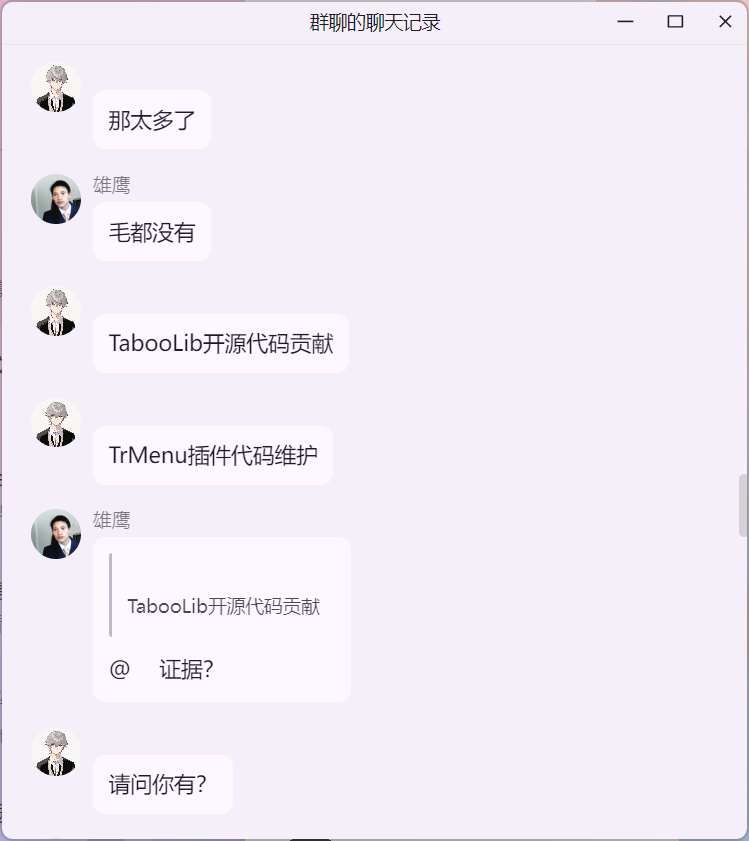 群聊的聊天记录
那太多了
雄鹰
毛都没有
TabooLib开源代码贡献
TrMenu插件代码维护
雄鹰
TabooLib开源代码贡献
@ 证据?
请问你有?